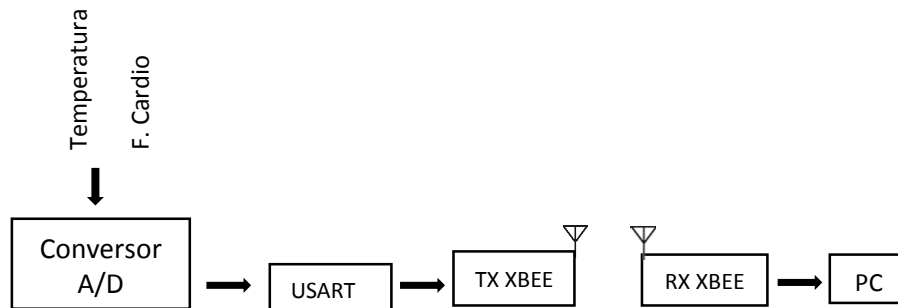 Temperatura
F. Cardio
Conversor
A/D
USART
TX XBEE
RX XBEE
PC